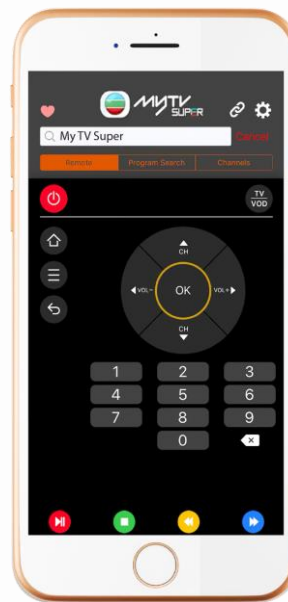 MYTV SUPER
My TV Super Cancel
Remote Program Search Channels
TV
VOD
CH
VOL− OK VOL+
CH
1 2 3
4 5 6
7 8 9
0